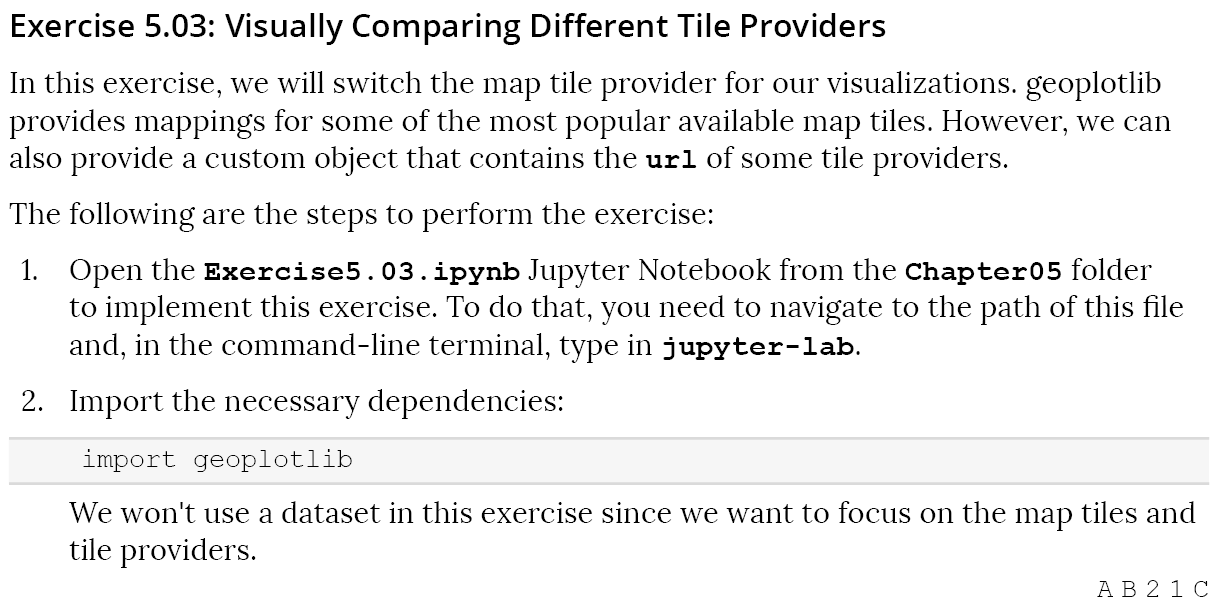 Exercise 5.03: Visually Comparing Different Tile Providers
In this exercise, we will switch the map tile provider for our visualizations. geoplotlib
provides mappings for some of the most popular available map tiles. However, we can
also provide a custom object that contains the url of some tile providers.
The following are the steps to perform the exercise:
1. Open the Exercise5.03.ipynb Jupyter Notebook from the Chapter05 folder
to implement this exercise. To do that, you need to navigate to the path of this file
and, in the command-line terminal, type in jupyter-lab.
2. Import the necessary dependencies:
import geoplotlib
We won't use a dataset in this exercise since we want to focus on the map tiles and
tile providers.
A B 2 1 C